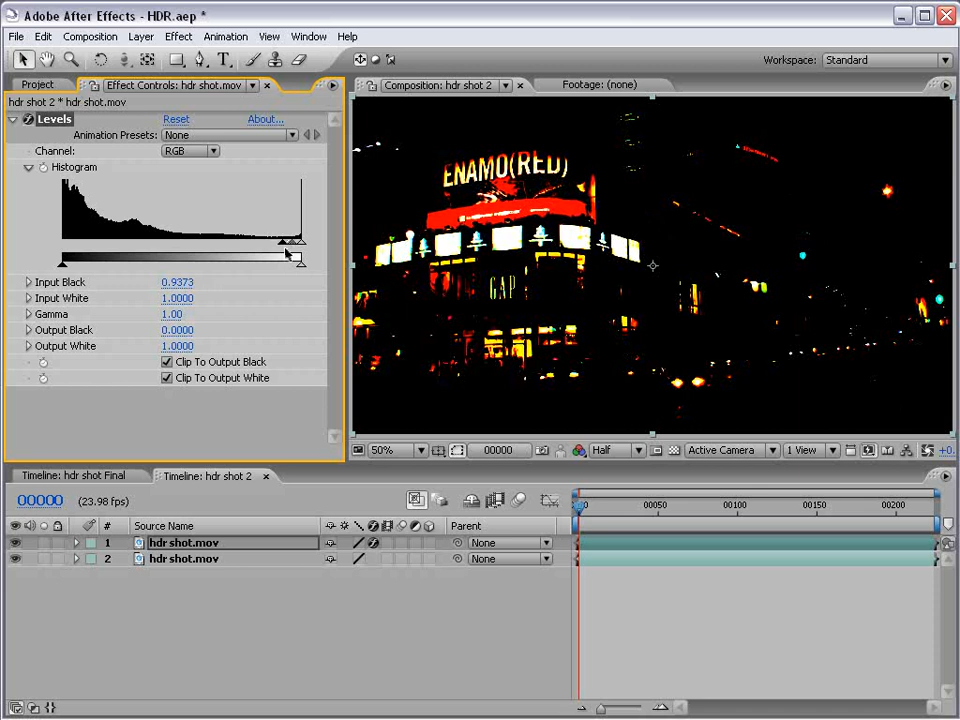 Adobe After Effects - HDR.aep *
File Edit Composition Layer Effect Animation View Window Help
Workspace: Standard
Project Effect Controls: hdr shot.mov Composition: hdr shot 2 Footage: (none)
hdr shot 2 * hdr shot.mov
Levels Reset About...
Animation Presets: None
Channel: RGB
Histogram
Input Black 0.9373
Input White 1.0000
Gamma 1.00
Output Black 0.0000
Output White 1.0000
Clip To Output Black
Clip To Output White
ENAMO(RED)
GAP
50% 00000 Half Active Camera 1 View +0.
Timeline: hdr shot Final Timeline: hdr shot 2
00000 (23.98 fps)
0 00050 00100 00150 00200
# Source Name Parent
1 hdr shot.mov None
2 hdr shot.mov None